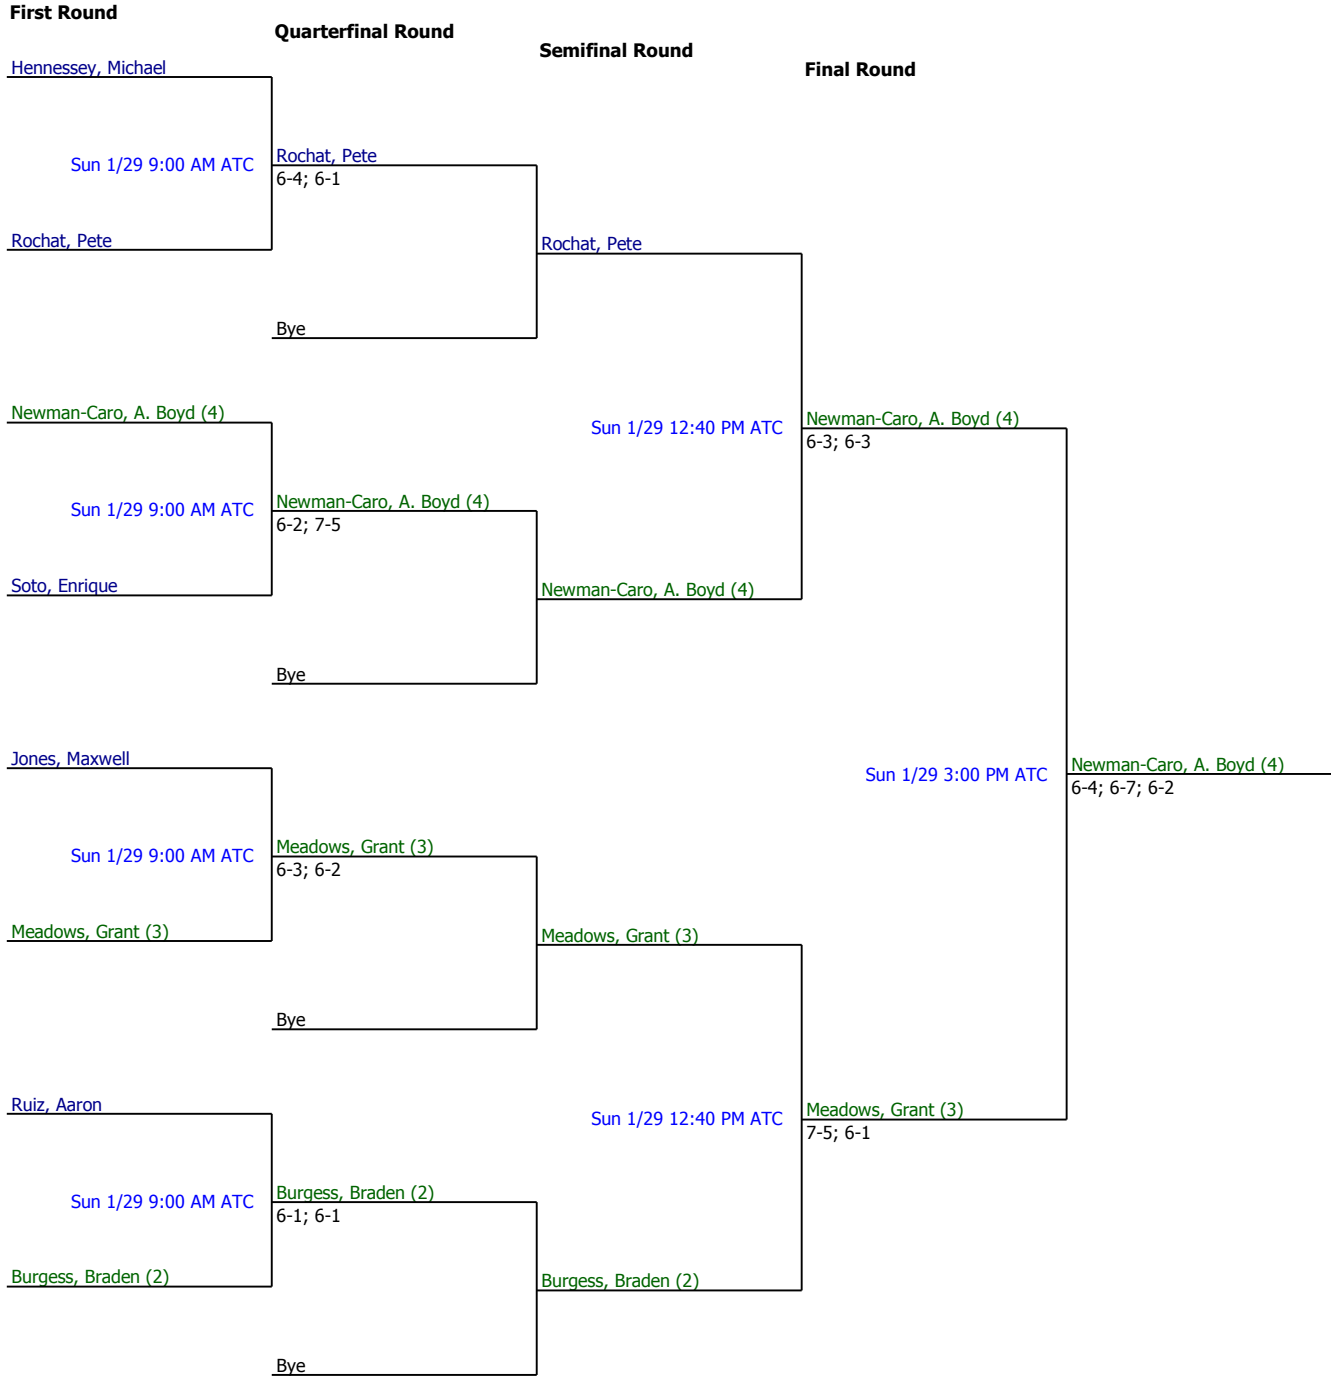 First Round
Quarterfinal Round
Semifinal Round
Final Round
Hennessey, Michael
Sun 1/29 9:00 AM ATC
Rochat, Pete
6-4; 6-1
Rochat, Pete
Rochat, Pete
Bye
Newman-Caro, A. Boyd (4)
Sun 1/29 12:40 PM ATC
Newman-Caro, A. Boyd (4)
6-3; 6-3
Sun 1/29 9:00 AM ATC
Newman-Caro, A. Boyd (4)
6-2; 7-5
Soto, Enrique
Newman-Caro, A. Boyd (4)
Bye
Jones, Maxwell
Sun 1/29 3:00 PM ATC
Newman-Caro, A. Boyd (4)
6-4; 6-7; 6-2
Sun 1/29 9:00 AM ATC
Meadows, Grant (3)
6-3; 6-2
Meadows, Grant (3)
Meadows, Grant (3)
Bye
Ruiz, Aaron
Sun 1/29 12:40 PM ATC
Meadows, Grant (3)
7-5; 6-1
Sun 1/29 9:00 AM ATC
Burgess, Braden (2)
6-1; 6-1
Burgess, Braden (2)
Burgess, Braden (2)
Bye